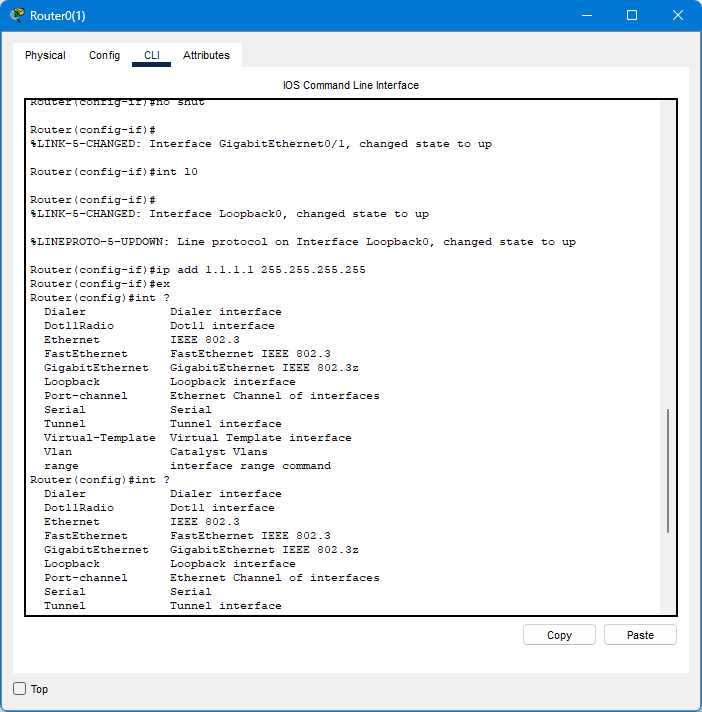 Router0(1)
Physical Config CLI Attributes
IOS Command Line Interface
Router(config-if)#no shut
Router(config-if)#
%LINK-5-CHANGED: Interface GigabitEthernet0/1, changed state to up
Router(config-if)#int l0
Router(config-if)#
%LINK-5-CHANGED: Interface Loopback0, changed state to up
%LINEPROTO-5-UPDOWN: Line protocol on Interface Loopback0, changed state to up
Router(config-if)#ip add 1.1.1.1 255.255.255.255
Router(config-if)#ex
Router(config)#int ?
Dialer Dialer interface
Dot11Radio Dot11 interface
Ethernet IEEE 802.3
FastEthernet FastEthernet IEEE 802.3
GigabitEthernet GigabitEthernet IEEE 802.3z
Loopback Loopback interface
Port-channel Ethernet Channel of interfaces
Serial Serial
Tunnel Tunnel interface
Virtual-Template Virtual Template interface
Vlan Catalyst Vlans
range interface range command
Router(config)#int ?
Dialer Dialer interface
Dot11Radio Dot11 interface
Ethernet IEEE 802.3
FastEthernet FastEthernet IEEE 802.3
GigabitEthernet GigabitEthernet IEEE 802.3z
Loopback Loopback interface
Port-channel Ethernet Channel of interfaces
Serial Serial
Tunnel Tunnel interface
Copy Paste
Top